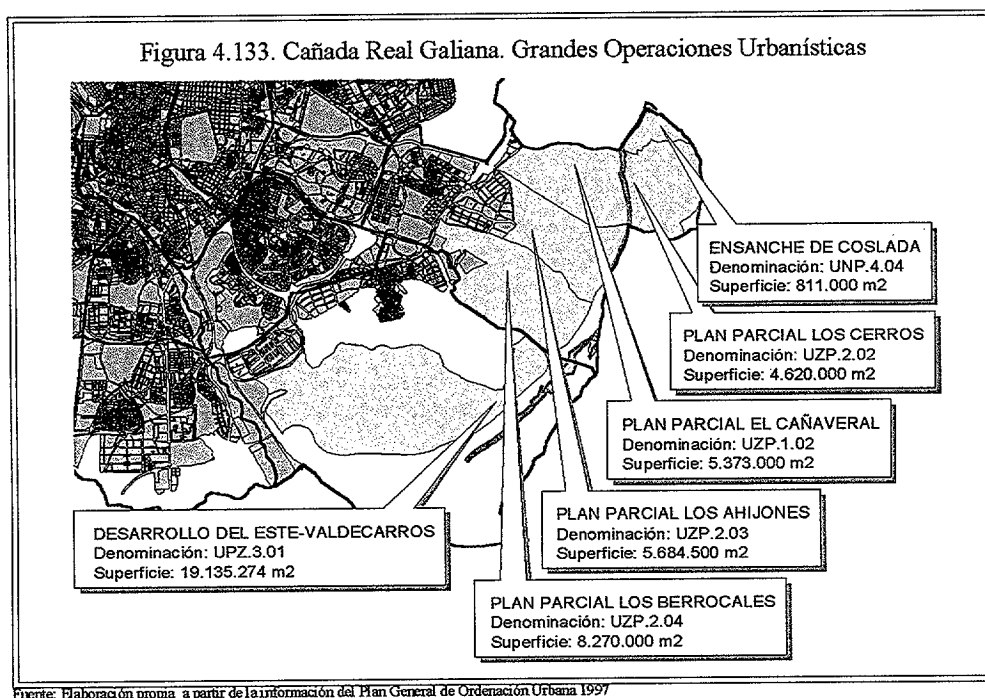 Figura 4.133. Cañada Real Galiana. Grandes Operaciones Urbanísticas
ENSANCHE DE COSLADA
Denominación: UNP.4.04
Superficie: 811.000 m2
PLAN PARCIAL LOS CERROS
Denominación: UZP.2.02
Superficie: 4.620.000 m2
PLAN PARCIAL EL CAÑAVERAL
Denominación: UZP.1.02
Superficie: 5.373.000 m2
PLAN PARCIAL LOS AHIJONES
Denominación: UZP.2.03
Superficie: 5.684.500 m2
DESARROLLO DEL ESTE-VALDECARROS
Denominación: UPZ.3.01
Superficie: 19.135.274 m2
PLAN PARCIAL LOS BERROCALES
Denominación: UZP.2.04
Superficie: 8.270.000 m2
Fuente: Elaboración propia a partir de la información del Plan General de Ordenación Urbana 1997